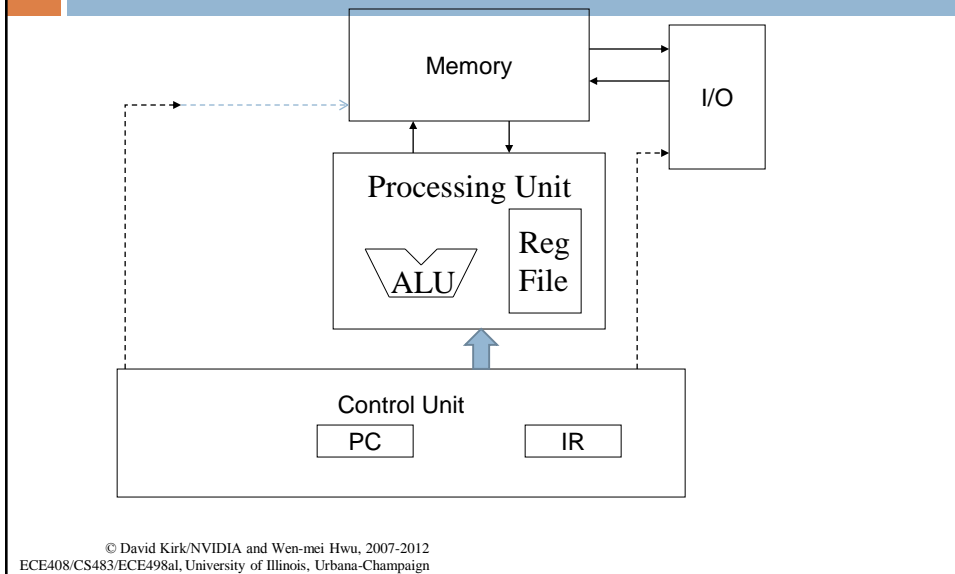 Memory
I/O
Processing Unit
ALU
Reg
File
Control Unit
PC
IR
© David Kirk/NVIDIA and Wen-mei Hwu, 2007-2012
ECE408/CS483/ECE498al, University of Illinois, Urbana-Champaign